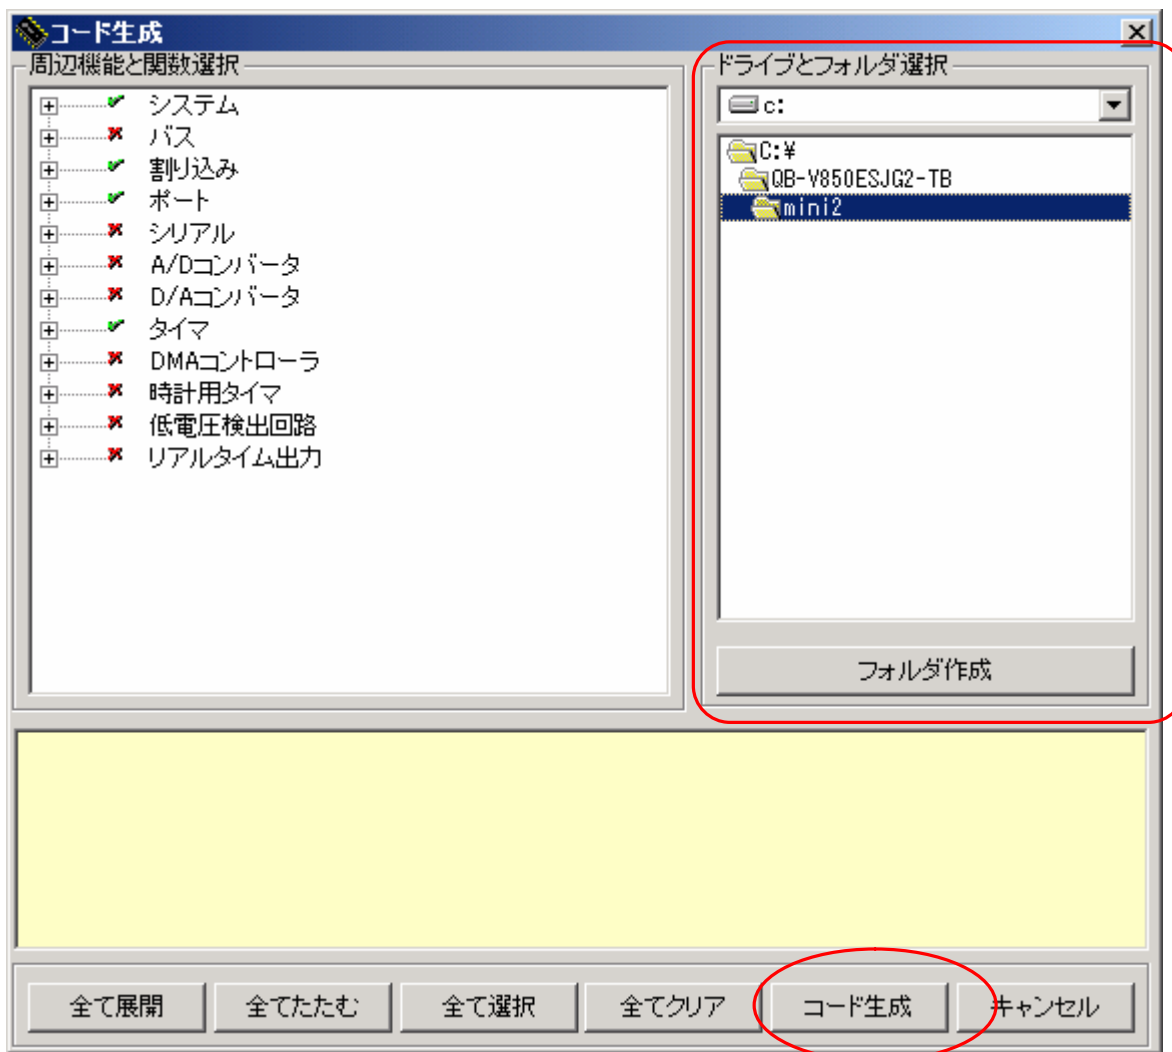 コード生成
周辺機能と関数選択
システム
バス
割り込み
ポート
シリアル
A/Dコンバータ
D/Aコンバータ
タイマ
DMAコントローラ
時計用タイマ
低電圧検出回路
リアルタイム出力
ドライブとフォルダ選択
c:
C:¥
QB-V850ESJG2-TB
mini2
フォルダ作成
全て展開
全てたたむ
全て選択
全てクリア
コード生成
キャンセル